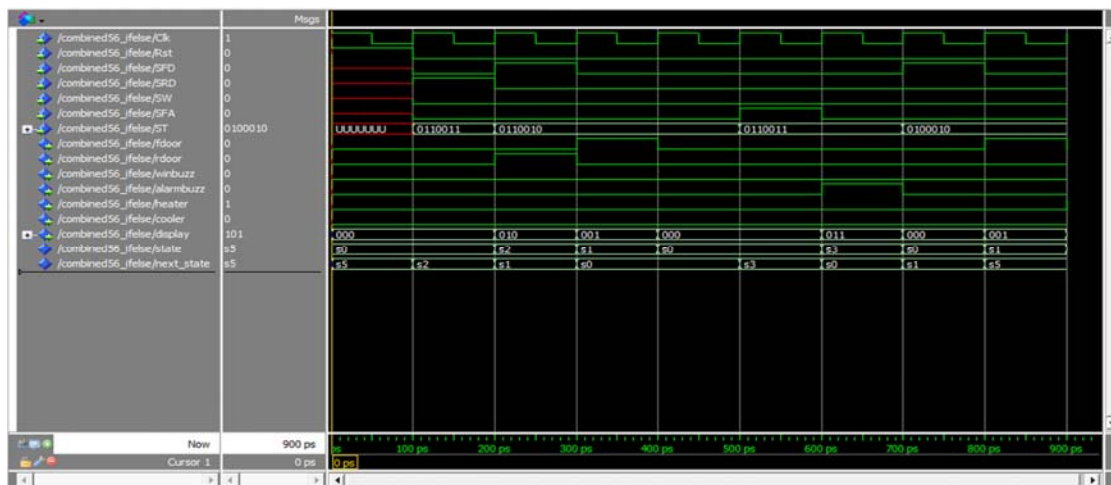 Msgs
/combined56_ifelse/Clk 1
/combined56_ifelse/Rst 0
/combined56_ifelse/SFD 0
/combined56_ifelse/SRD 0
/combined56_ifelse/SW 0
/combined56_ifelse/SFA 0
/combined56_ifelse/ST 0100010 UUUUUUU 0110011 0110010 0110011 0100010
/combined56_ifelse/fdoor 0
/combined56_ifelse/rdoor 0
/combined56_ifelse/winbuzz 0
/combined56_ifelse/alarmbuzz 0
/combined56_ifelse/heater 1
/combined56_ifelse/cooler 0
/combined56_ifelse/display 101 000 010 001 000 011 000 001
/combined56_ifelse/state s5 s0 s2 s1 s0 s3 s0 s1
/combined56_ifelse/next_state s5 s5 s2 s1 s0 s3 s0 s1 s5
Now 900 ps ps 100 ps 200 ps 300 ps 400 ps 500 ps 600 ps 700 ps 800 ps 900 ps
Cursor 1 0 ps 0 ps